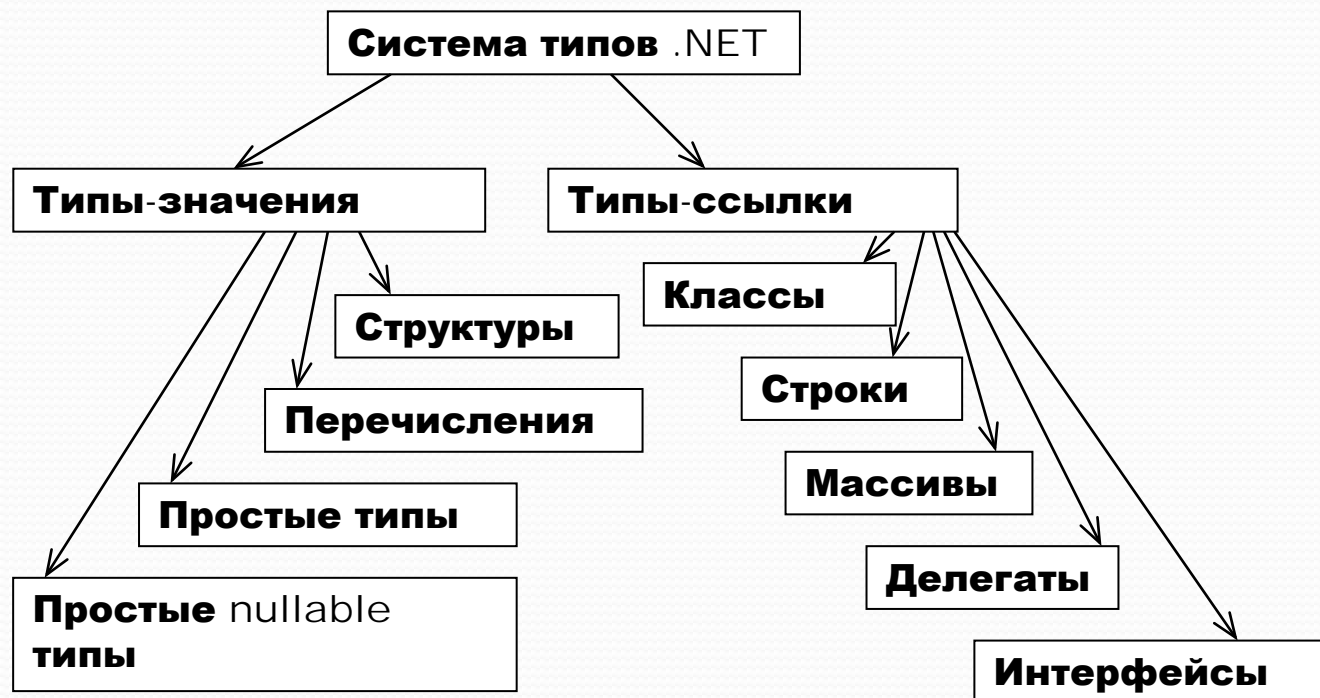 Система типов .NET
Типы-значения
Типы-ссылки
Структуры
Перечисления
Простые типы
Простые nullable
типы
Классы
Строки
Массивы
Делегаты
Интерфейсы